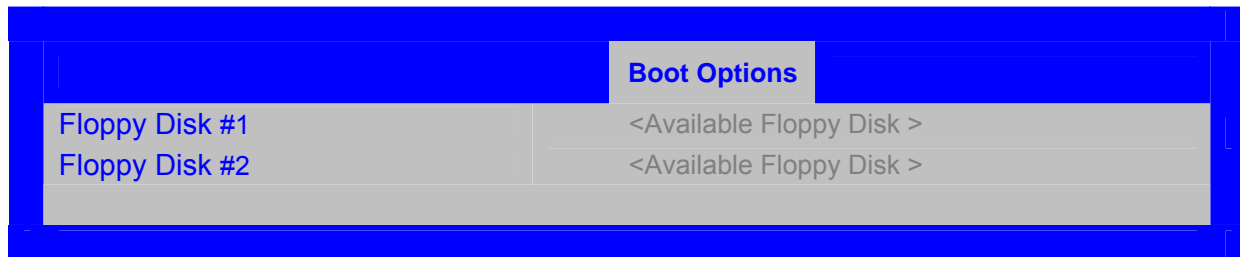 Boot Options
Floppy Disk #1 <Available Floppy Disk >
Floppy Disk #2 <Available Floppy Disk >